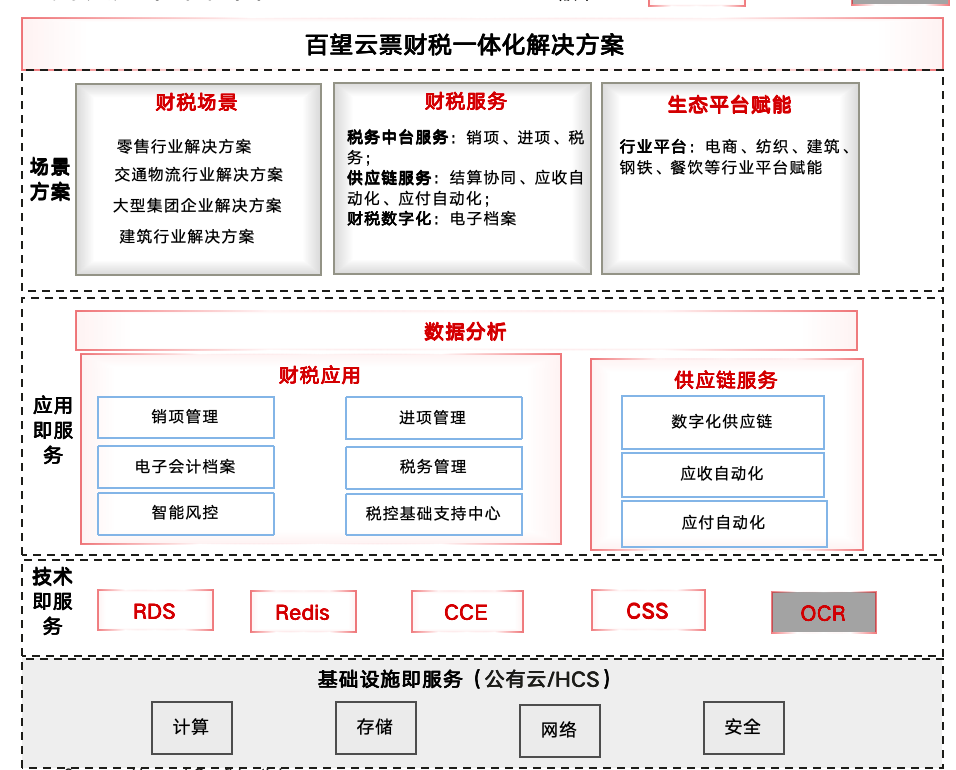 百望云票财税一体化解决方案
场景
方案
财税场景
零售行业解决方案
交通物流行业解决方案
大型集团企业解决方案
建筑行业解决方案
财税服务
税务中台服务：销项、进项、税
务；
供应链服务：结算协同、应收自
动化、应付自动化；
财税数字化：电子档案
生态平台赋能
行业平台：电商、纺织、建筑、
钢铁、餐饮等行业平台赋能
应用
即服
务
数据分析
财税应用
销项管理
进项管理
电子会计档案
税务管理
智能风控
税控基础支持中心
供应链服务
数字化供应链
应收自动化
应付自动化
技术
即服
务
RDS
Redis
CCE
CSS
OCR
基础设施即服务（公有云/HCS）
计算
存储
网络
安全